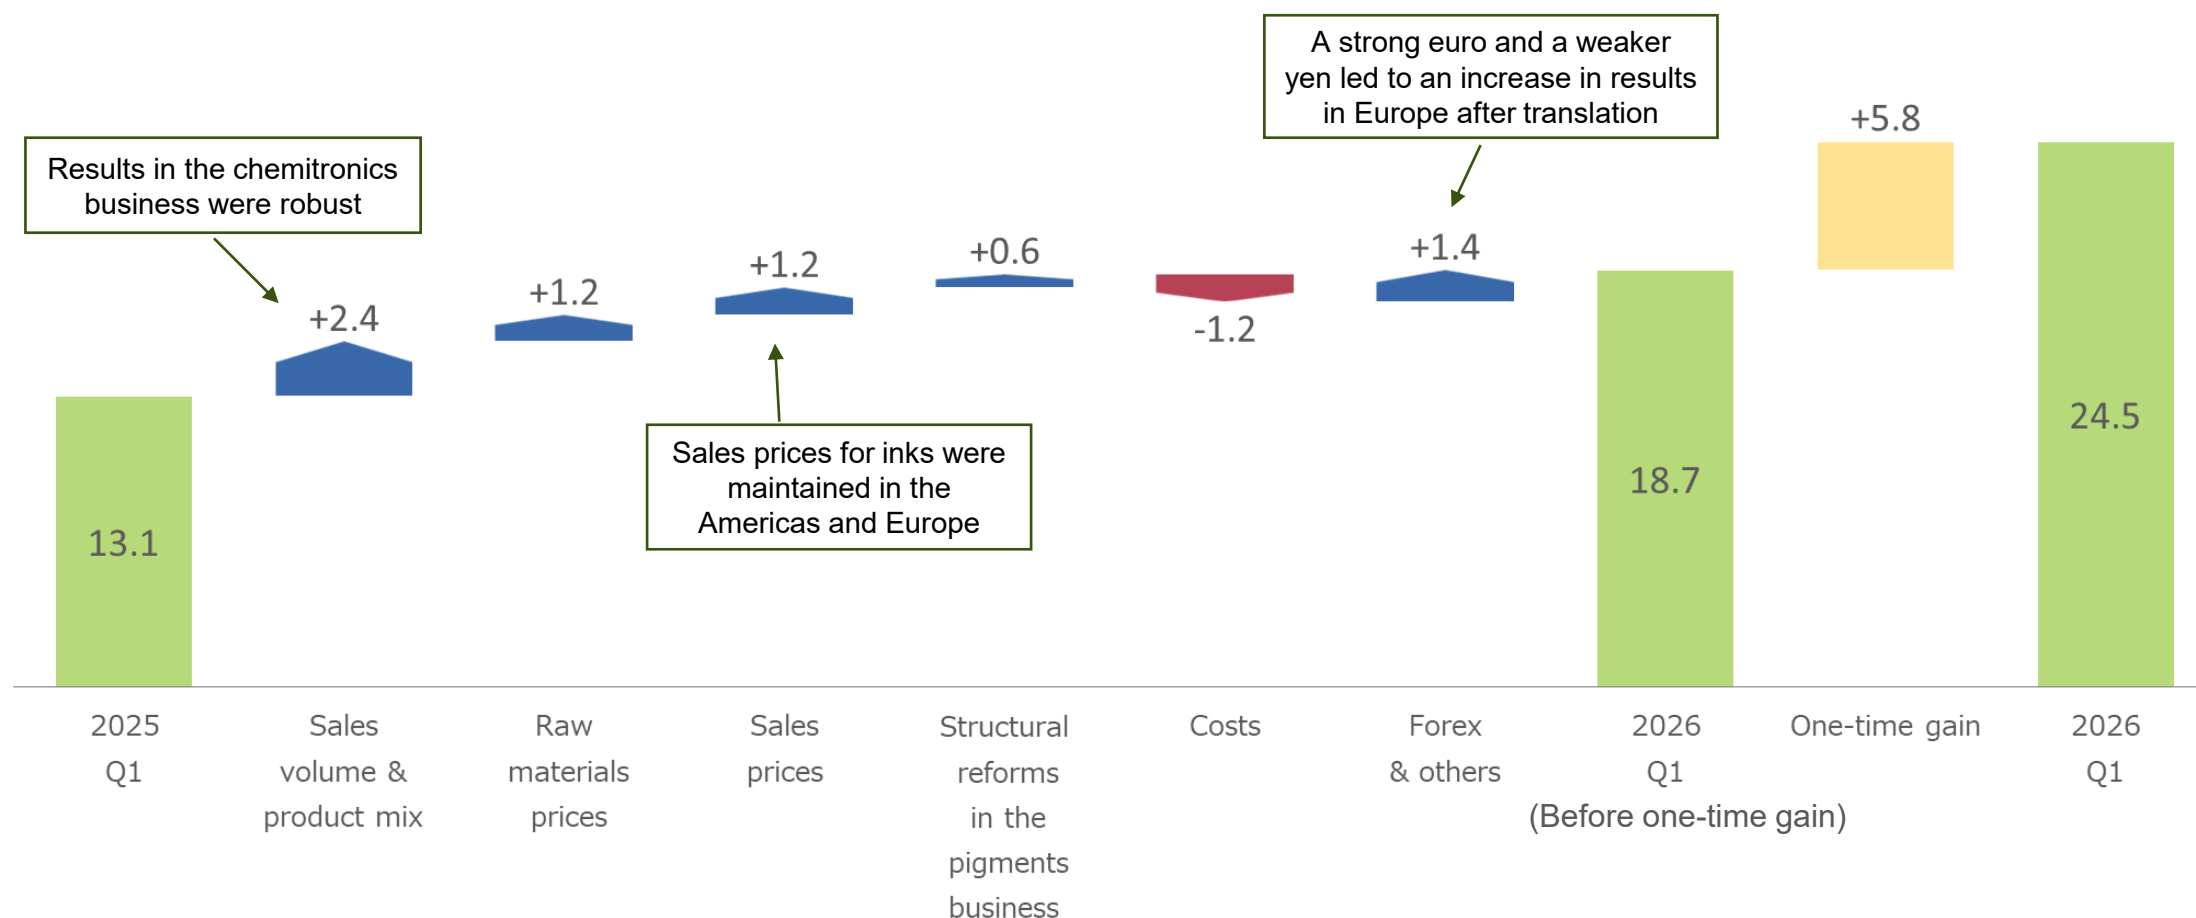 A strong euro and a weaker
yen led to an increase in results
in Europe after translation
Results in the chemitronics
business were robust
Sales prices for inks were
maintained in the
Americas and Europe
13.1
+2.4
+1.2
+1.2
+0.6
-1.2
+1.4
18.7
+5.8
24.5
2025
Q1
Sales
volume &
product mix
Raw
materials
prices
Sales
prices
Structural
reforms
in the
pigments
business
Costs
Forex
& others
2026
Q1
(Before one-time gain)
One-time gain
2026
Q1